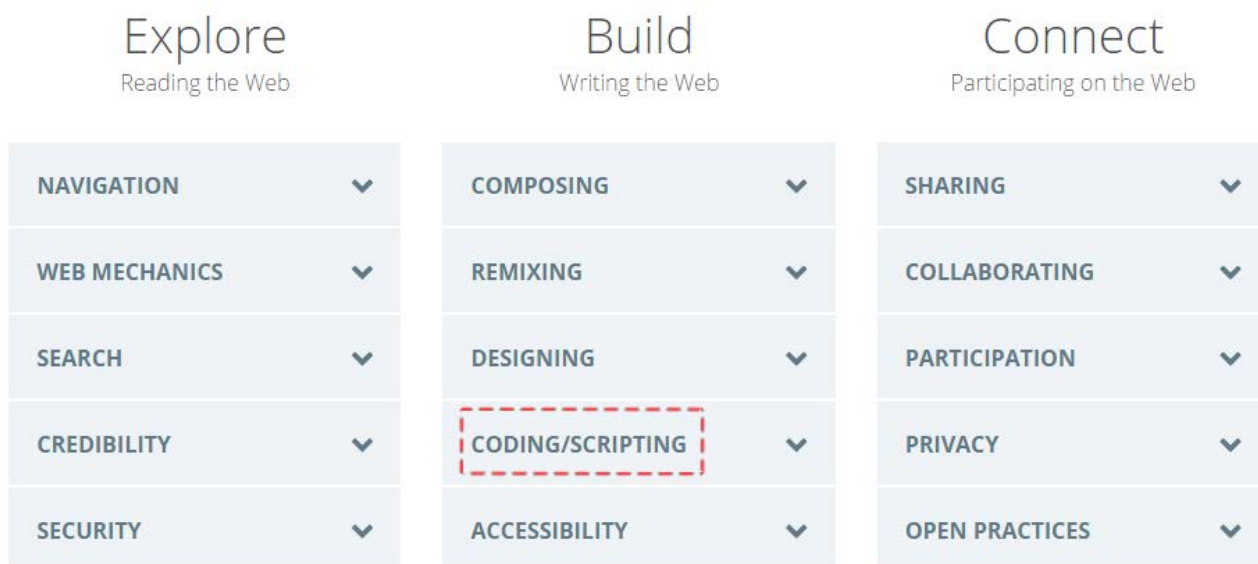 Explore
Reading the Web
NAVIGATION
WEB MECHANICS
SEARCH
CREDIBILITY
SECURITY
Build
Writing the Web
COMPOSING
REMIXING
DESIGNING
CODING/SCRIPTING
ACCESSIBILITY
Connect
Participating on the Web
SHARING
COLLABORATING
PARTICIPATION
PRIVACY
OPEN PRACTICES